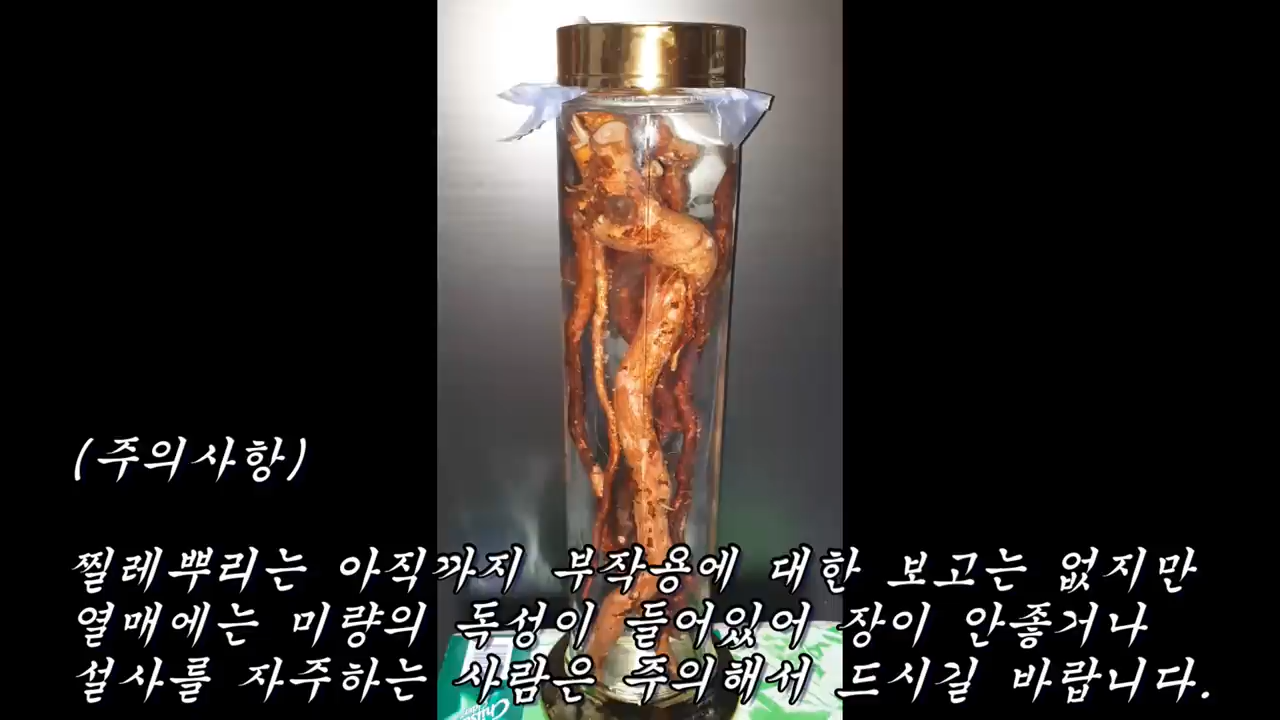 (주의사항)
찔레뿌리는 아직까지 부작용에 대한 보고는 없지만
열매에는 미량의 독성이 들어있어 장이 안좋거나
설사를 자주하는 사람은 주의해서 드시길 바랍니다.